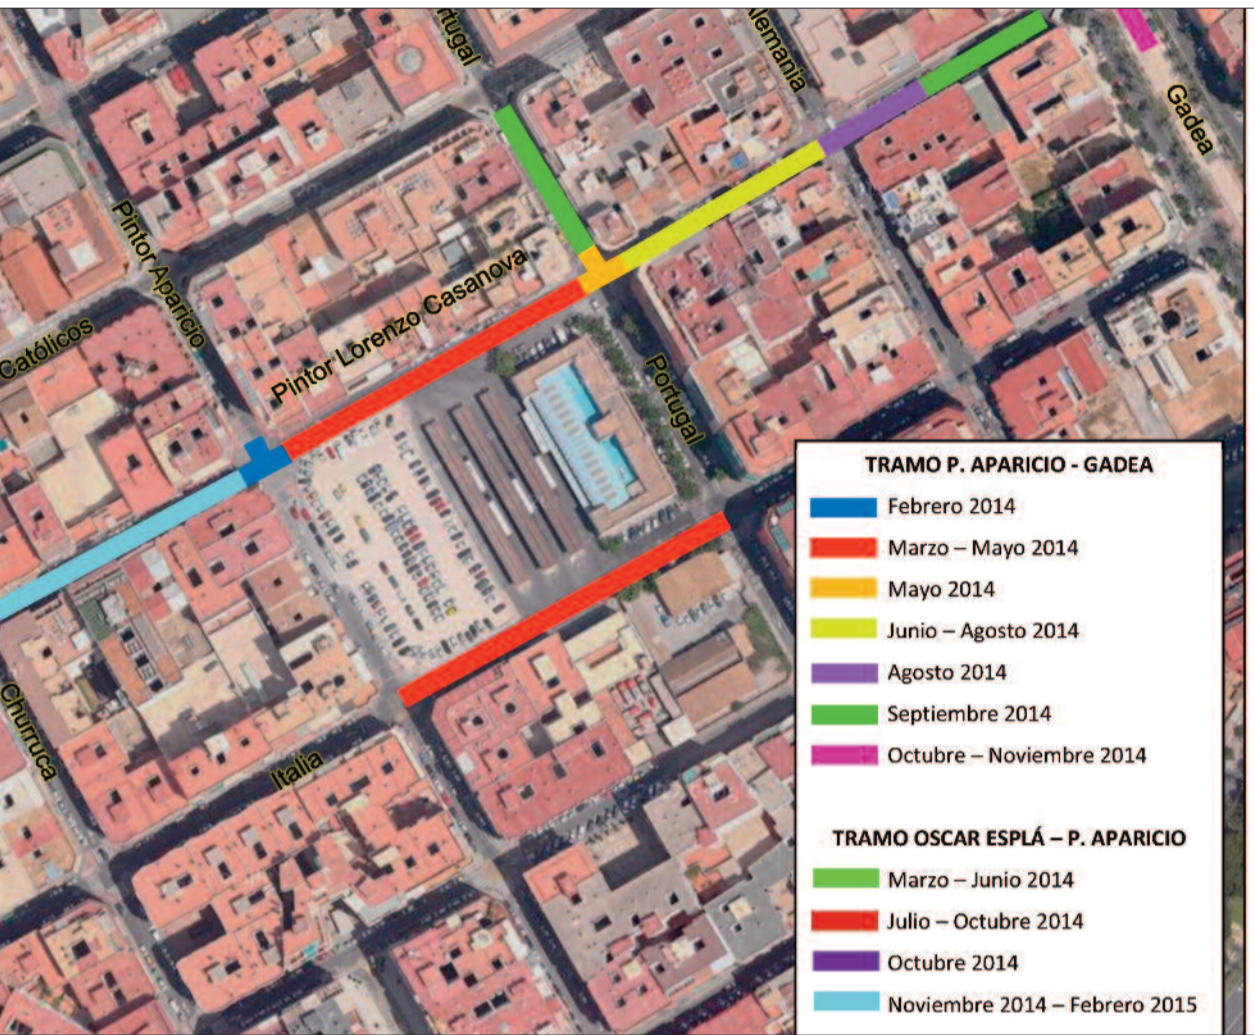 rtugal
lemania
Gadea
Pintor Aparicio
Católicos
Pintor Lorenzo Casanova
Portugal
Churruca
Italia
TRAMO P. APARICIO - GADEA
Febrero 2014
Marzo – Mayo 2014
Mayo 2014
Junio – Agosto 2014
Agosto 2014
Septiembre 2014
Octubre – Noviembre 2014
TRAMO OSCAR ESPLÁ – P. APARICIO
Marzo – Junio 2014
Julio – Octubre 2014
Octubre 2014
Noviembre 2014 – Febrero 2015